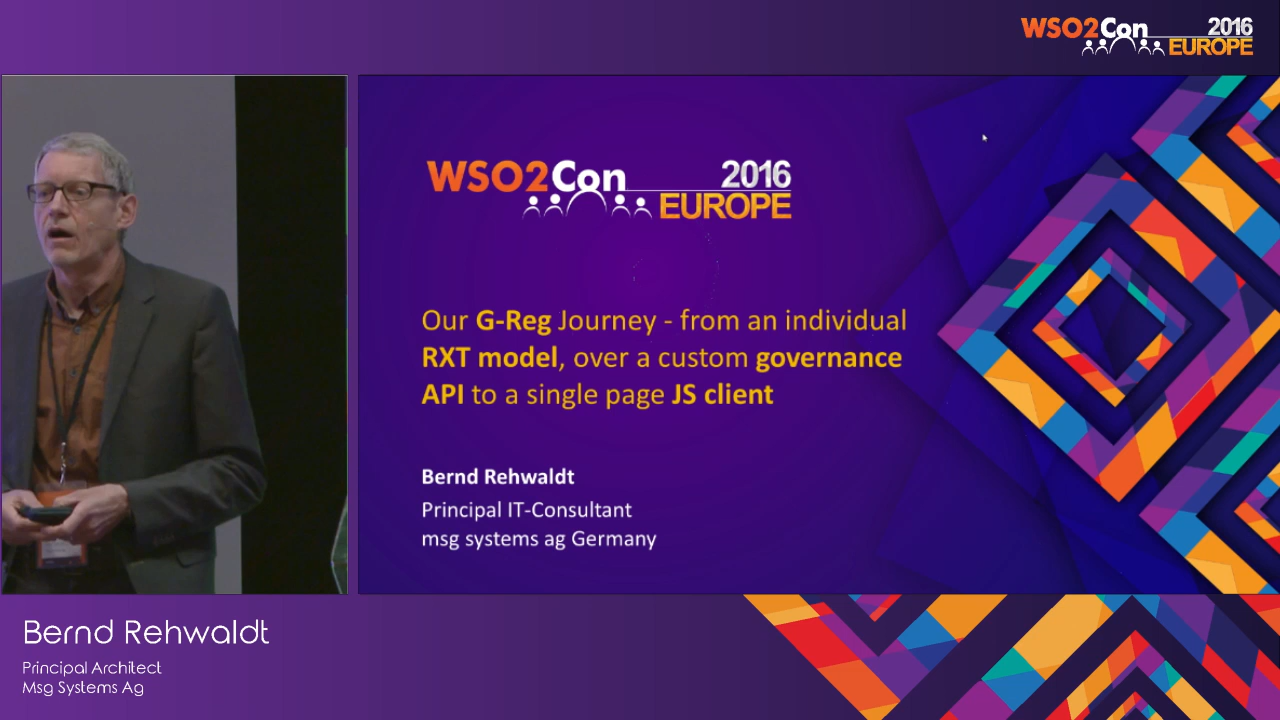 WSO2Con 2016
EUROPE
WSO2Con 2016
EUROPE
Our G-Reg Journey - from an individual
RXT model, over a custom governance
API to a single page JS client
Bernd Rehwaldt
Principal IT-Consultant
msg systems ag Germany
Bernd Rehwaldt
Principal Architect
Msg Systems Ag